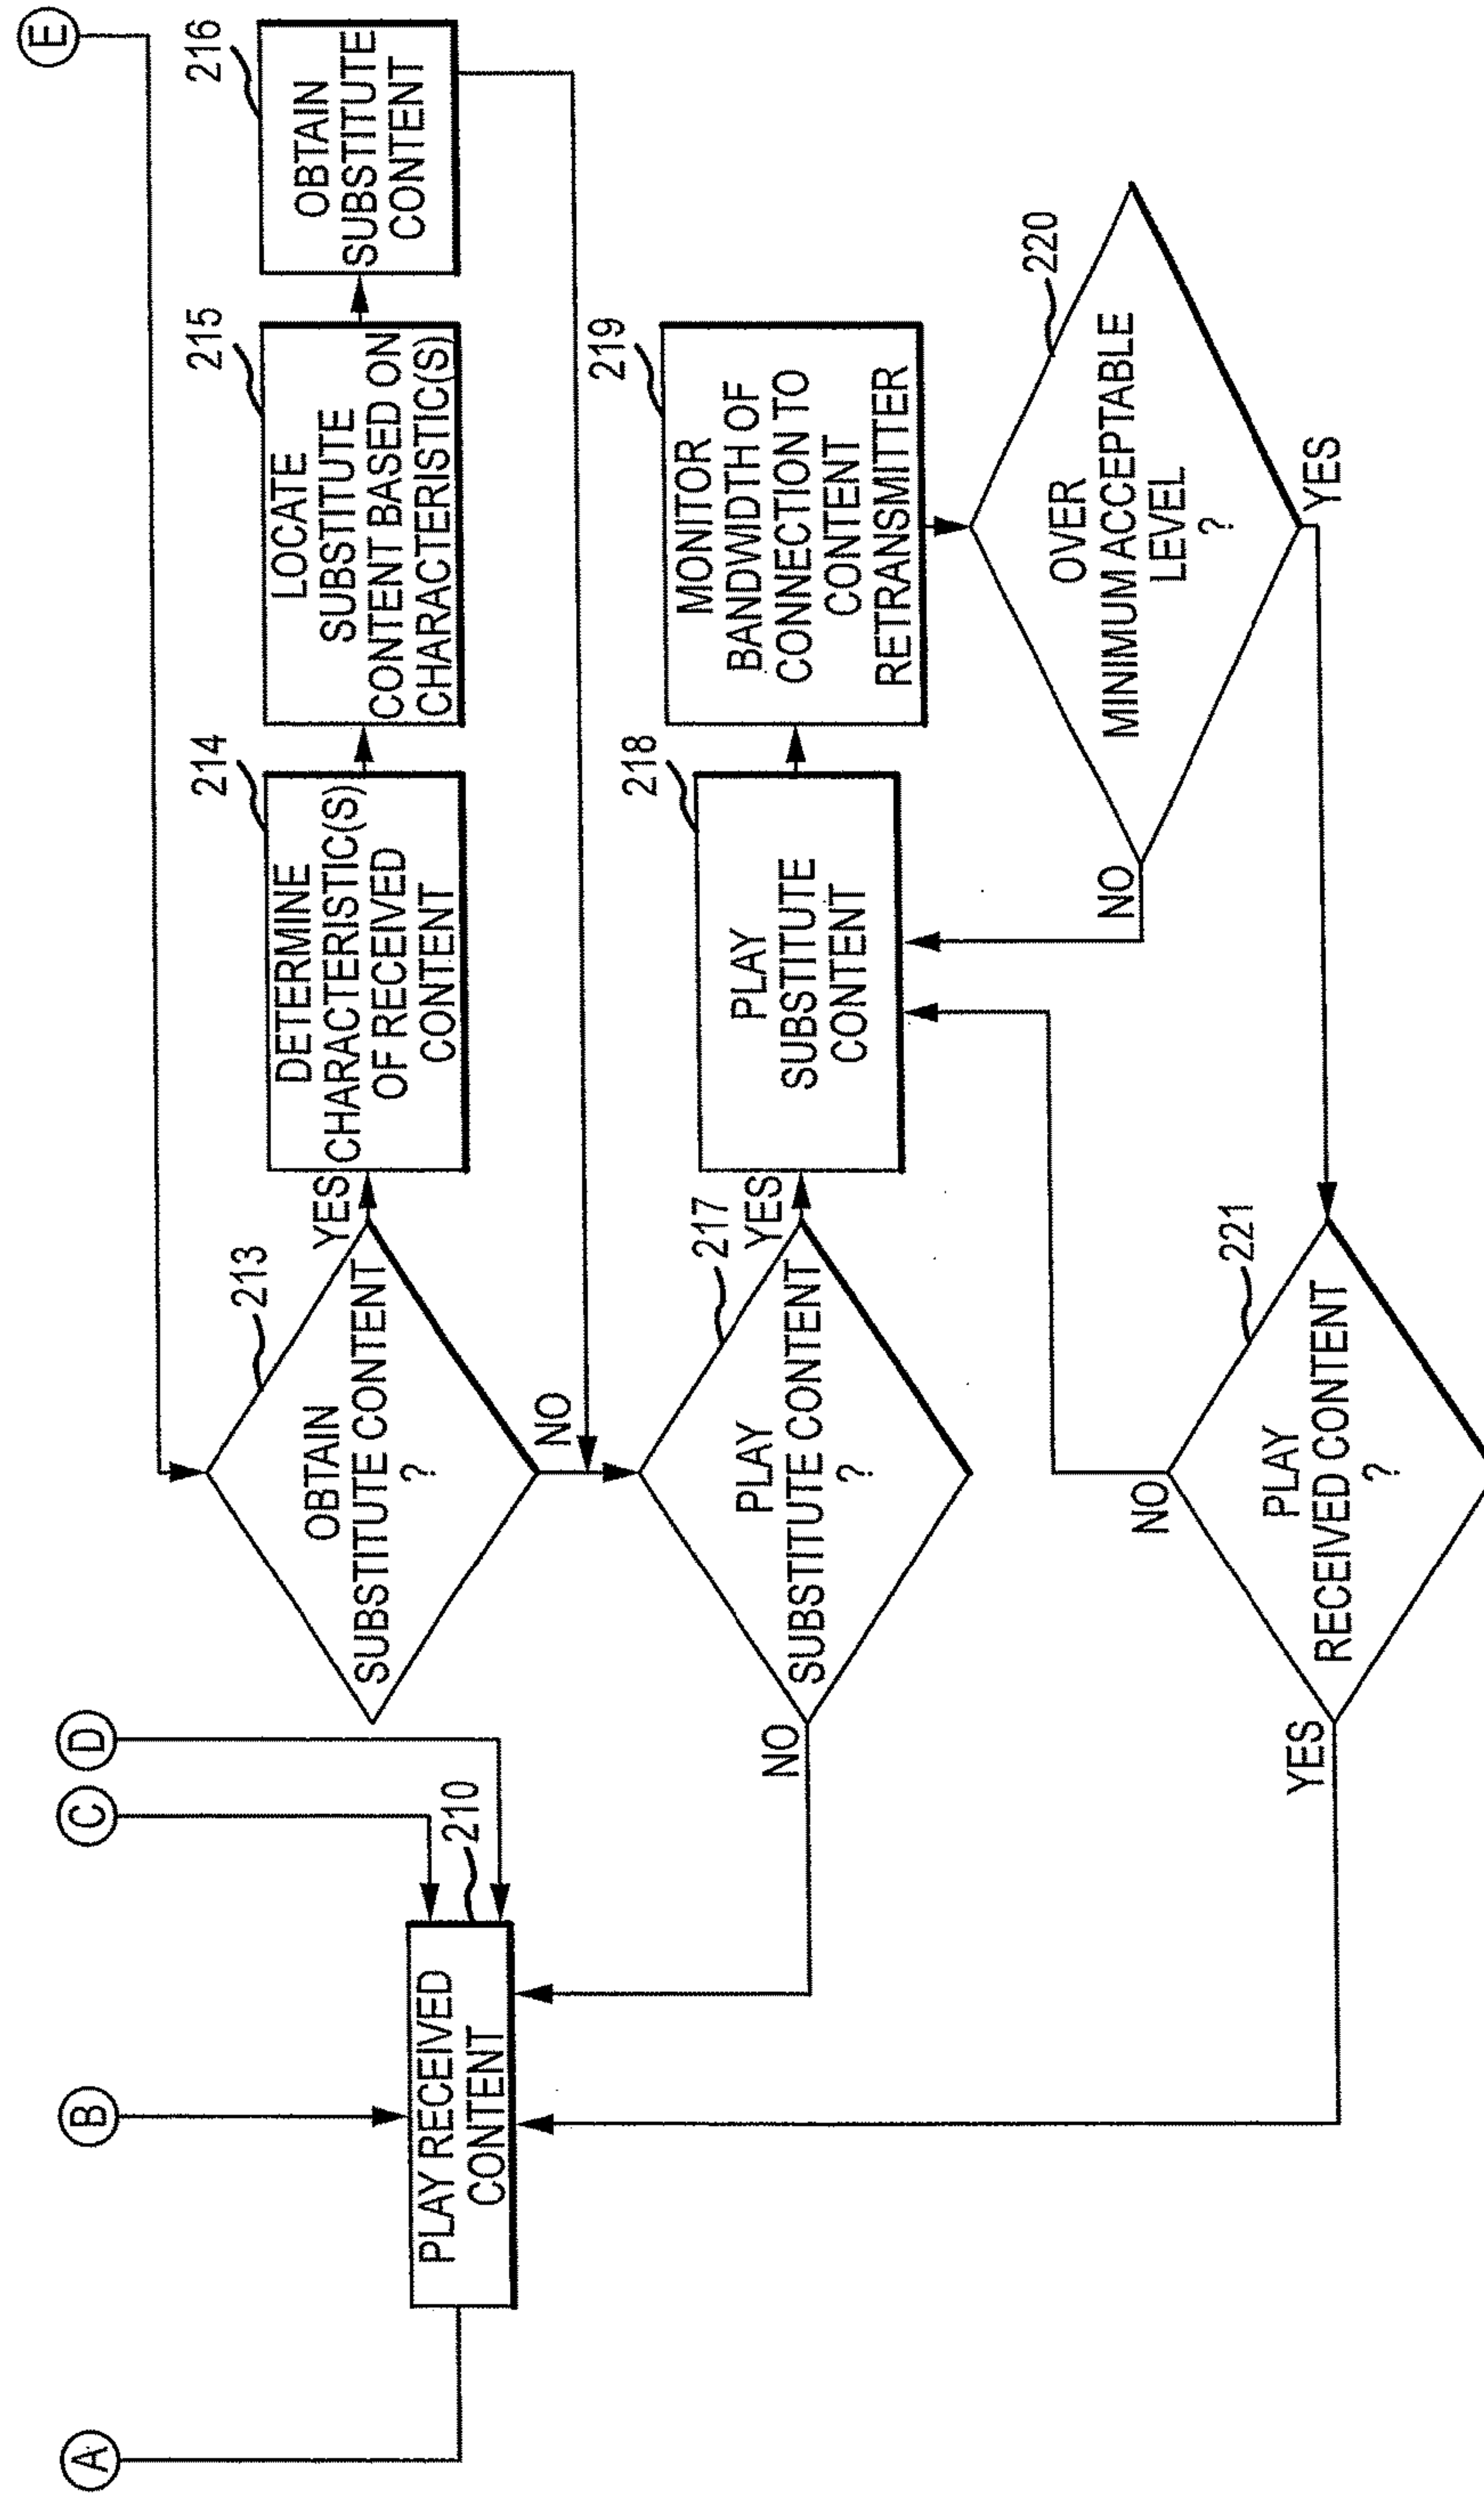 A
B
C
D
E
PLAY RECEIVED
CONTENT
210
OBTAIN
SUBSTITUTE CONTENT
?
213
YES
NO
DETERMINE
CHARACTERISTIC(S)
OF RECEIVED
CONTENT
214
LOCATE
SUBSTITUTE
CONTENT BASED ON
CHARACTERISTIC(S)
215
OBTAIN
SUBSTITUTE
CONTENT
216
PLAY
SUBSTITUTE CONTENT
?
217
NO
YES
PLAY
SUBSTITUTE
CONTENT
218
MONITOR
BANDWIDTH OF
CONNECTION TO
CONTENT
RETRANSMITTER
219
OVER
MINIMUM ACCEPTABLE
LEVEL
?
220
NO
YES
PLAY
RECEIVED CONTENT
?
221
NO
YES